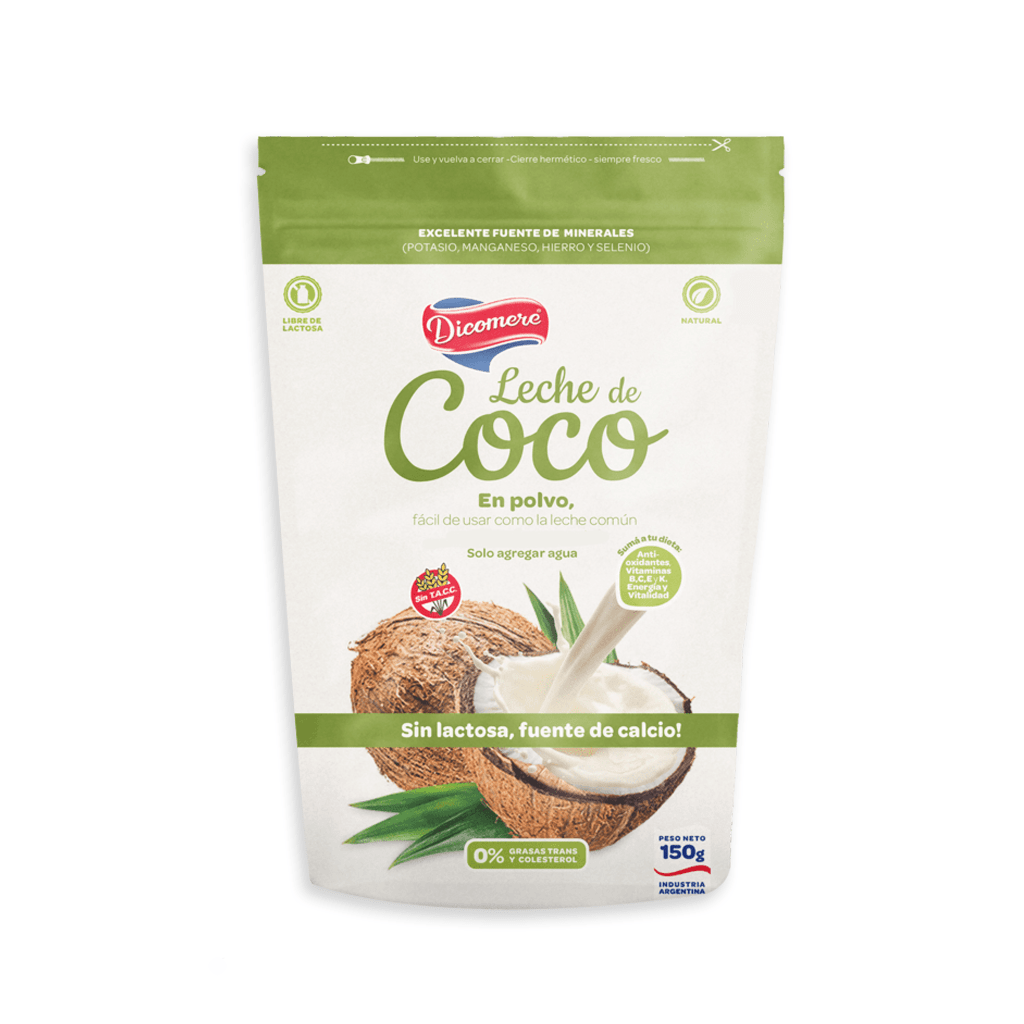 Use y vuelva a cerrar - Cierre hermético - siempre fresco
EXCELENTE FUENTE DE MINERALES
(POTASIO, MANGANESO, HIERRO Y SELENIO)
LIBRE DE
LACTOSA
NATURAL
Dicomere®
Leche de
Coco
En polvo,
fácil de usar como la leche común
Solo agregar agua
Sumá a tu dieta:
Anti-
oxidantes,
Vitaminas
B,C,E y K.
Energía y
Vitalidad
Sin T.A.C.C.
Sin lactosa, fuente de calcio!
0% GRASAS TRANS
Y COLESTEROL
PESO NETO
150g
INDUSTRIA
ARGENTINA